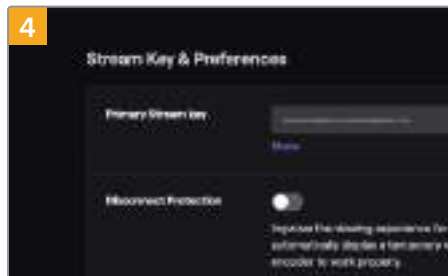 4
Stream Key & Preferences
Primary Stream key
Show
Disconnect Protection
Improve the viewing experience for
automatically display a temporary
encoder to work properly.